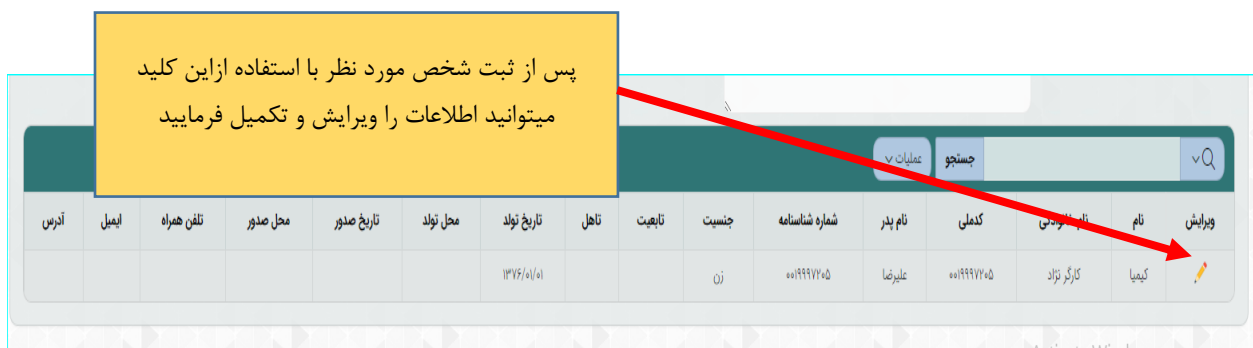 پس از ثبت شخص مورد نظر با استفاده ازاین کلید
میتوانید اطلاعات را ویرایش و تکمیل فرمایید
جستجو عملیات
ویرایش نام نام خانوادگی کدملی نام پدر شماره شناسنامه جنسیت تابعیت تاهل تاریخ تولد محل تولد تاریخ صدور محل صدور تلفن همراه ایمیل آدرس
کیمیا کارگر نژاد ۰۰۱۹۹۹۷۲۰۵ علیرضا ۰۰۱۹۹۹۷۲۰۵ زن ۱۳۷۶/۰۱/۰۱